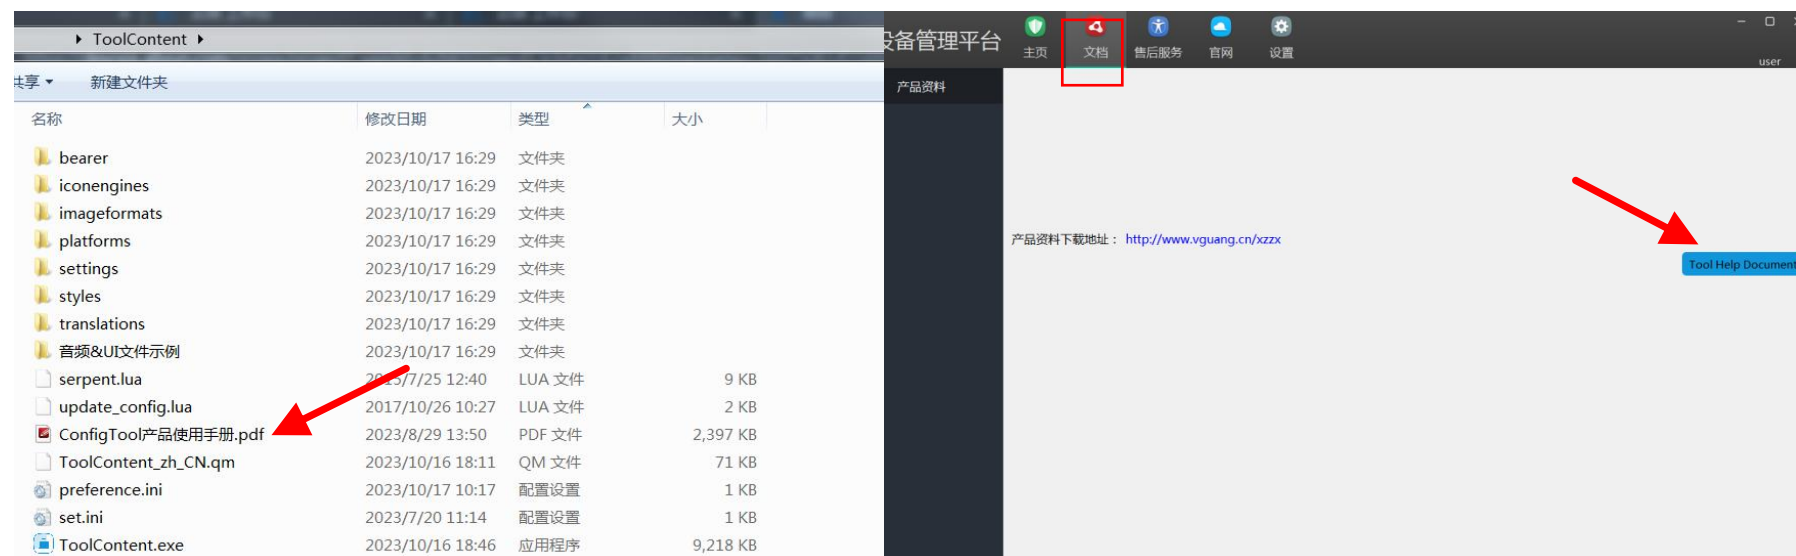 ToolContent
共享 新建文件夹
名称 修改日期 类型 大小
bearer 2023/10/17 16:29 文件夹
iconengines 2023/10/17 16:29 文件夹
imageformats 2023/10/17 16:29 文件夹
platforms 2023/10/17 16:29 文件夹
settings 2023/10/17 16:29 文件夹
styles 2023/10/17 16:29 文件夹
translations 2023/10/17 16:29 文件夹
音频&UI文件示例 2023/10/17 16:29 文件夹
serpent.lua 2015/7/25 12:40 LUA 文件 9 KB
update_config.lua 2017/10/26 10:27 LUA 文件 2 KB
ConfigTool产品使用手册.pdf 2023/8/29 13:50 PDF 文件 2,397 KB
ToolContent_zh_CN.qm 2023/10/16 18:11 QM 文件 71 KB
preference.ini 2023/10/17 10:17 配置设置 1 KB
set.ini 2023/7/20 11:14 配置设置 1 KB
ToolContent.exe 2023/10/16 18:46 应用程序 9,218 KB
设备管理平台
主页 文档 售后服务 官网 设置
user
产品资料
产品资料下载地址： http://www.vguang.cn/xzzx
Tool Help Document